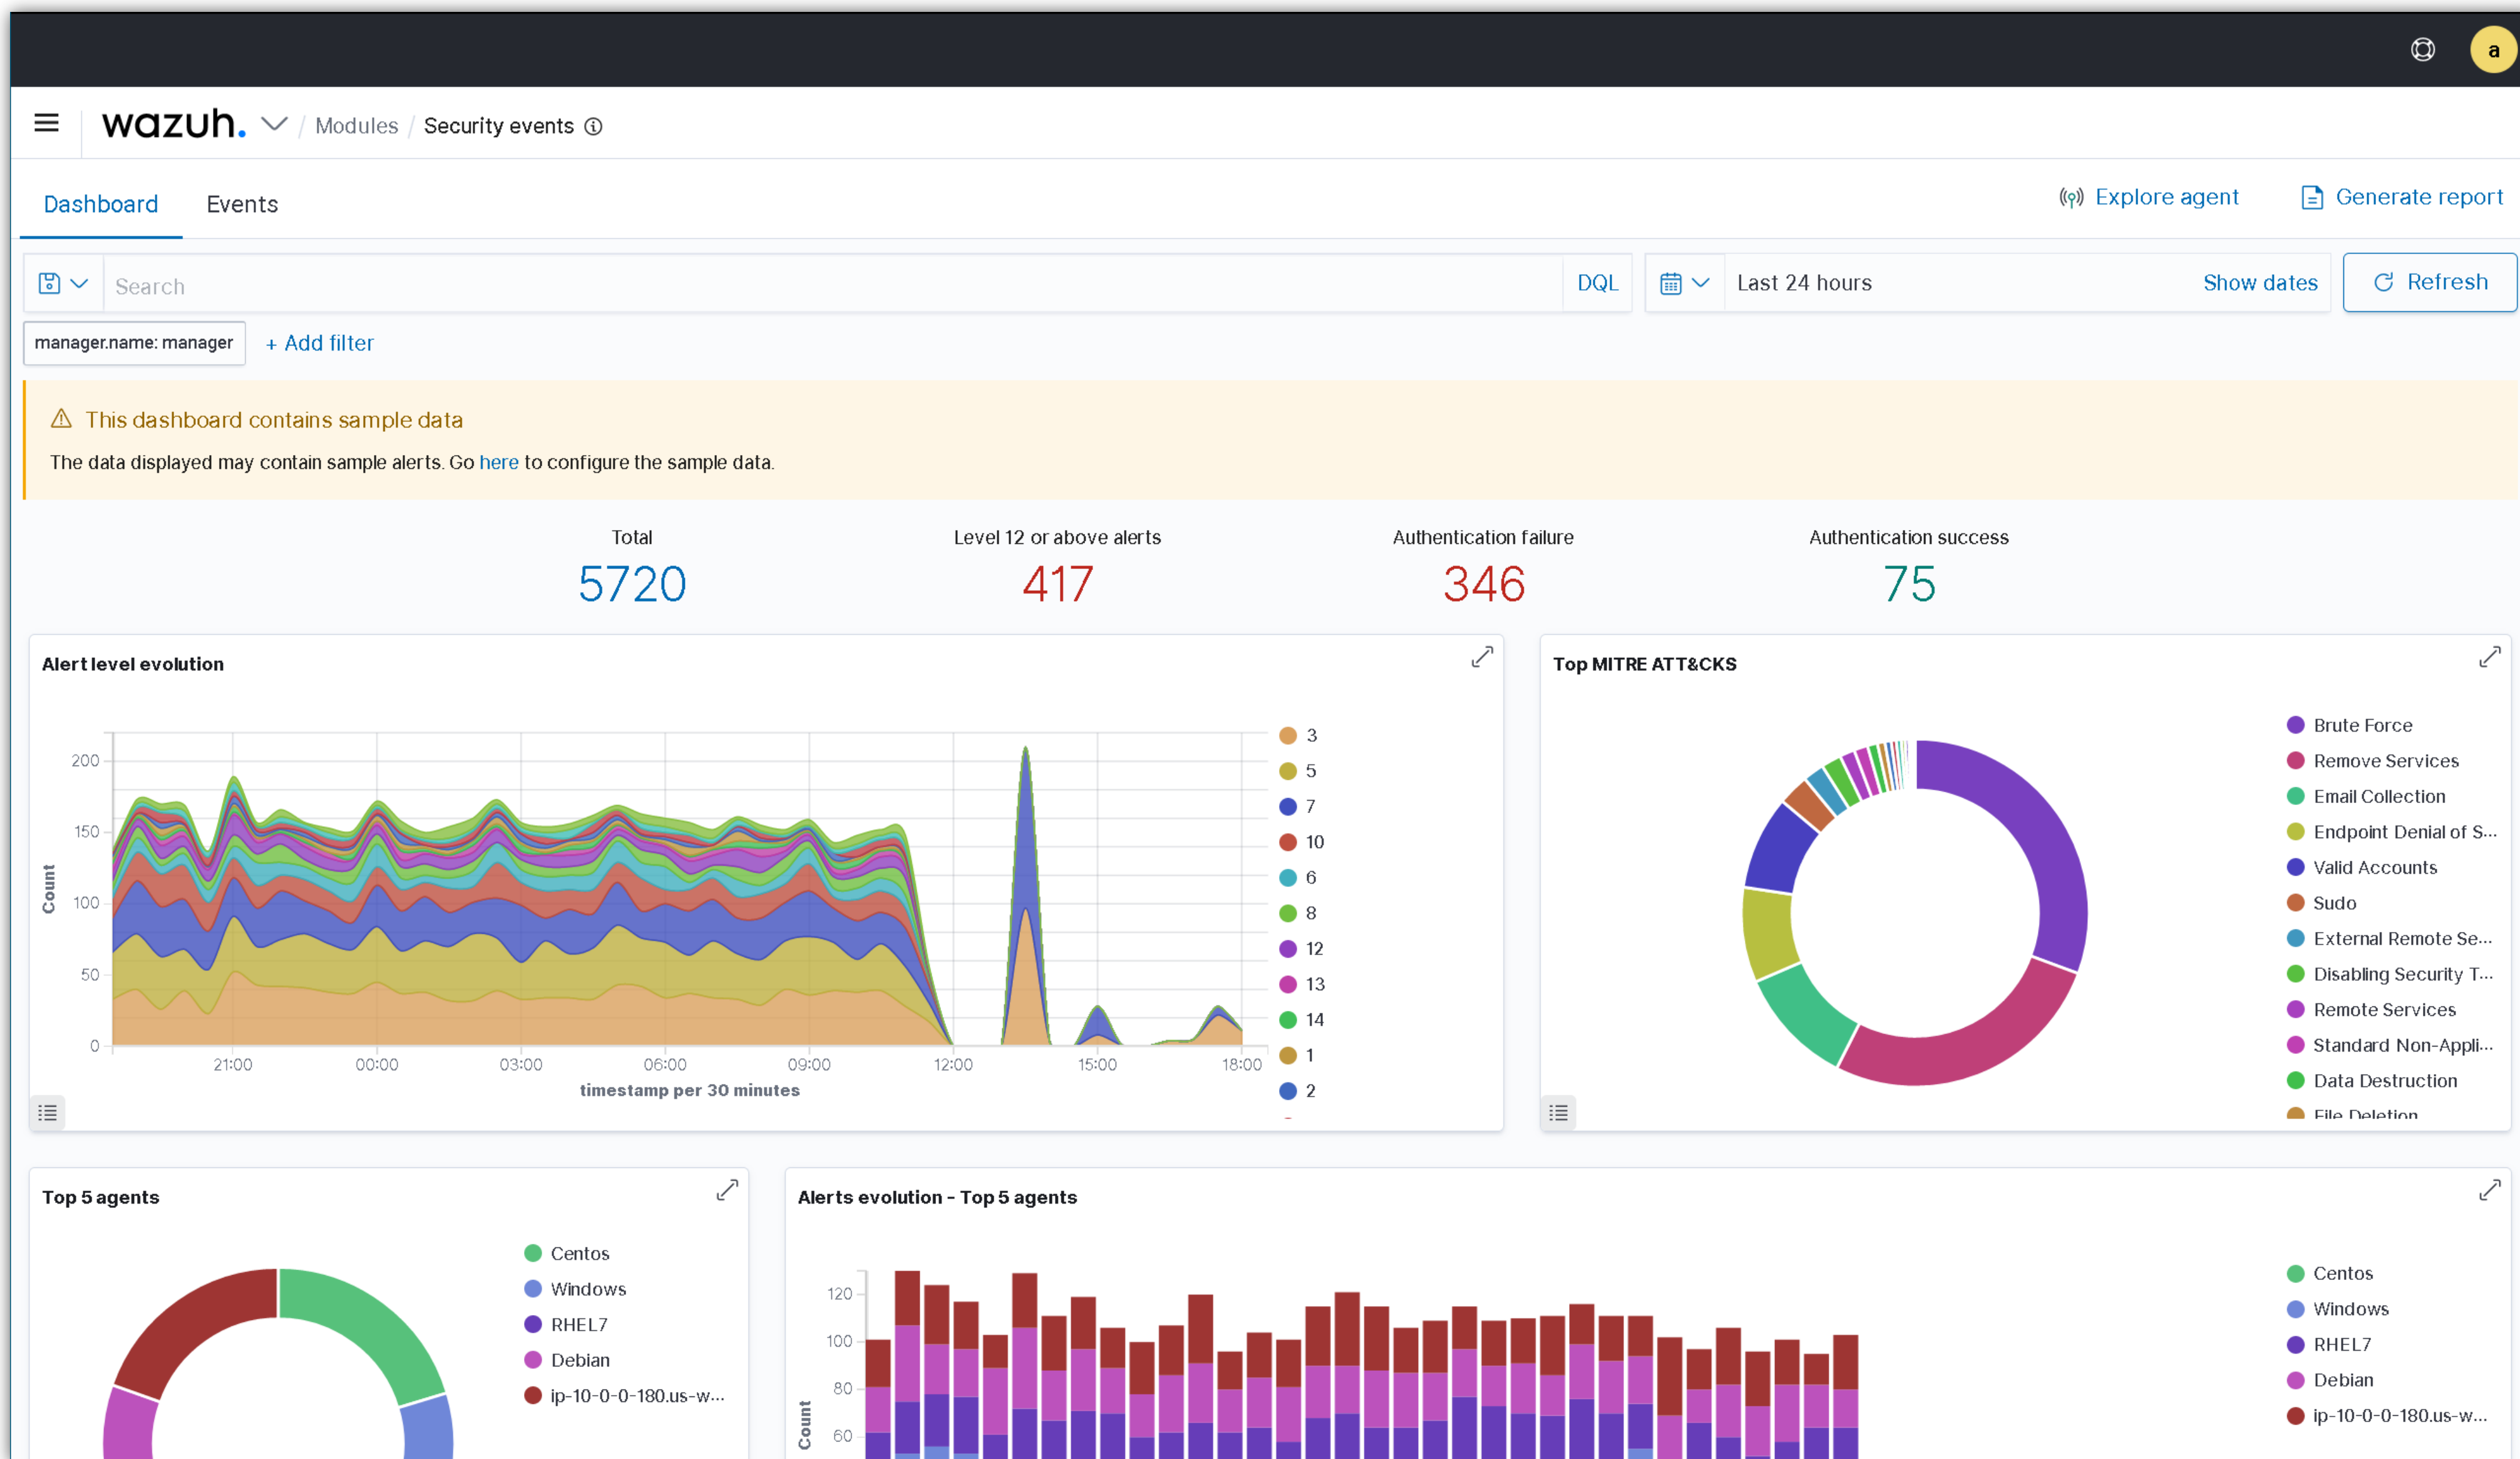 a
wazuh. / Modules / Security events
Dashboard Events Explore agent Generate report
Search DQL Last 24 hours Show dates Refresh
manager.name: manager + Add filter
This dashboard contains sample data
The data displayed may contain sample alerts. Go here to configure the sample data.
Total Level 12 or above alerts Authentication failure Authentication success
5720 417 346 75
Alert level evolution
200
150
100
50
0
Count
21:00 00:00 03:00 06:00 09:00 12:00 15:00 18:00
timestamp per 30 minutes
3
5
7
10
6
8
12
13
14
1
2
Top MITRE ATT&CKS
Brute Force
Remove Services
Email Collection
Endpoint Denial of S...
Valid Accounts
Sudo
External Remote Se...
Disabling Security T...
Remote Services
Standard Non-Appli...
Data Destruction
File Deletion
Top 5 agents
Centos
Windows
RHEL7
Debian
ip-10-0-0-180.us-w...
Alerts evolution - Top 5 agents
120
100
80
60
Count
Centos
Windows
RHEL7
Debian
ip-10-0-0-180.us-w...